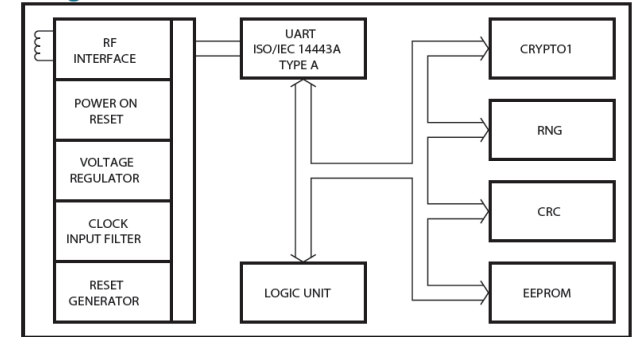 RF
INTERFACE
POWER ON
RESET
VOLTAGE
REGULATOR
CLOCK
INPUT FILTER
RESET
GENERATOR
UART
ISO/IEC 14443A
TYPE A
LOGIC UNIT
CRYPTO1
RNG
CRC
EEPROM